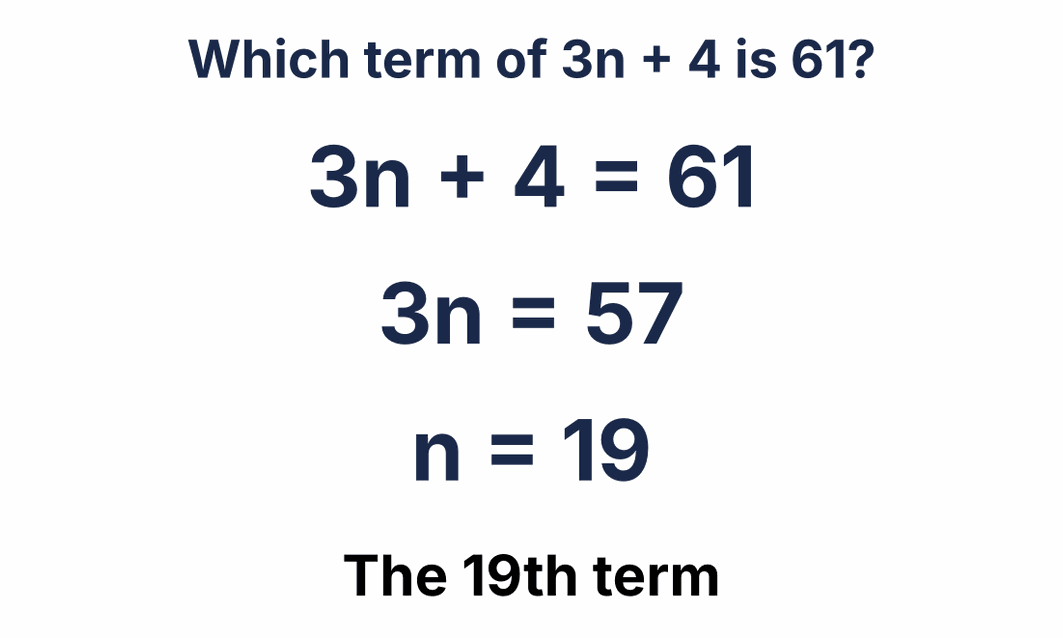 Which term of 3n + 4 is 61?
3n + 4 = 61
3n = 57
n = 19
The 19th term